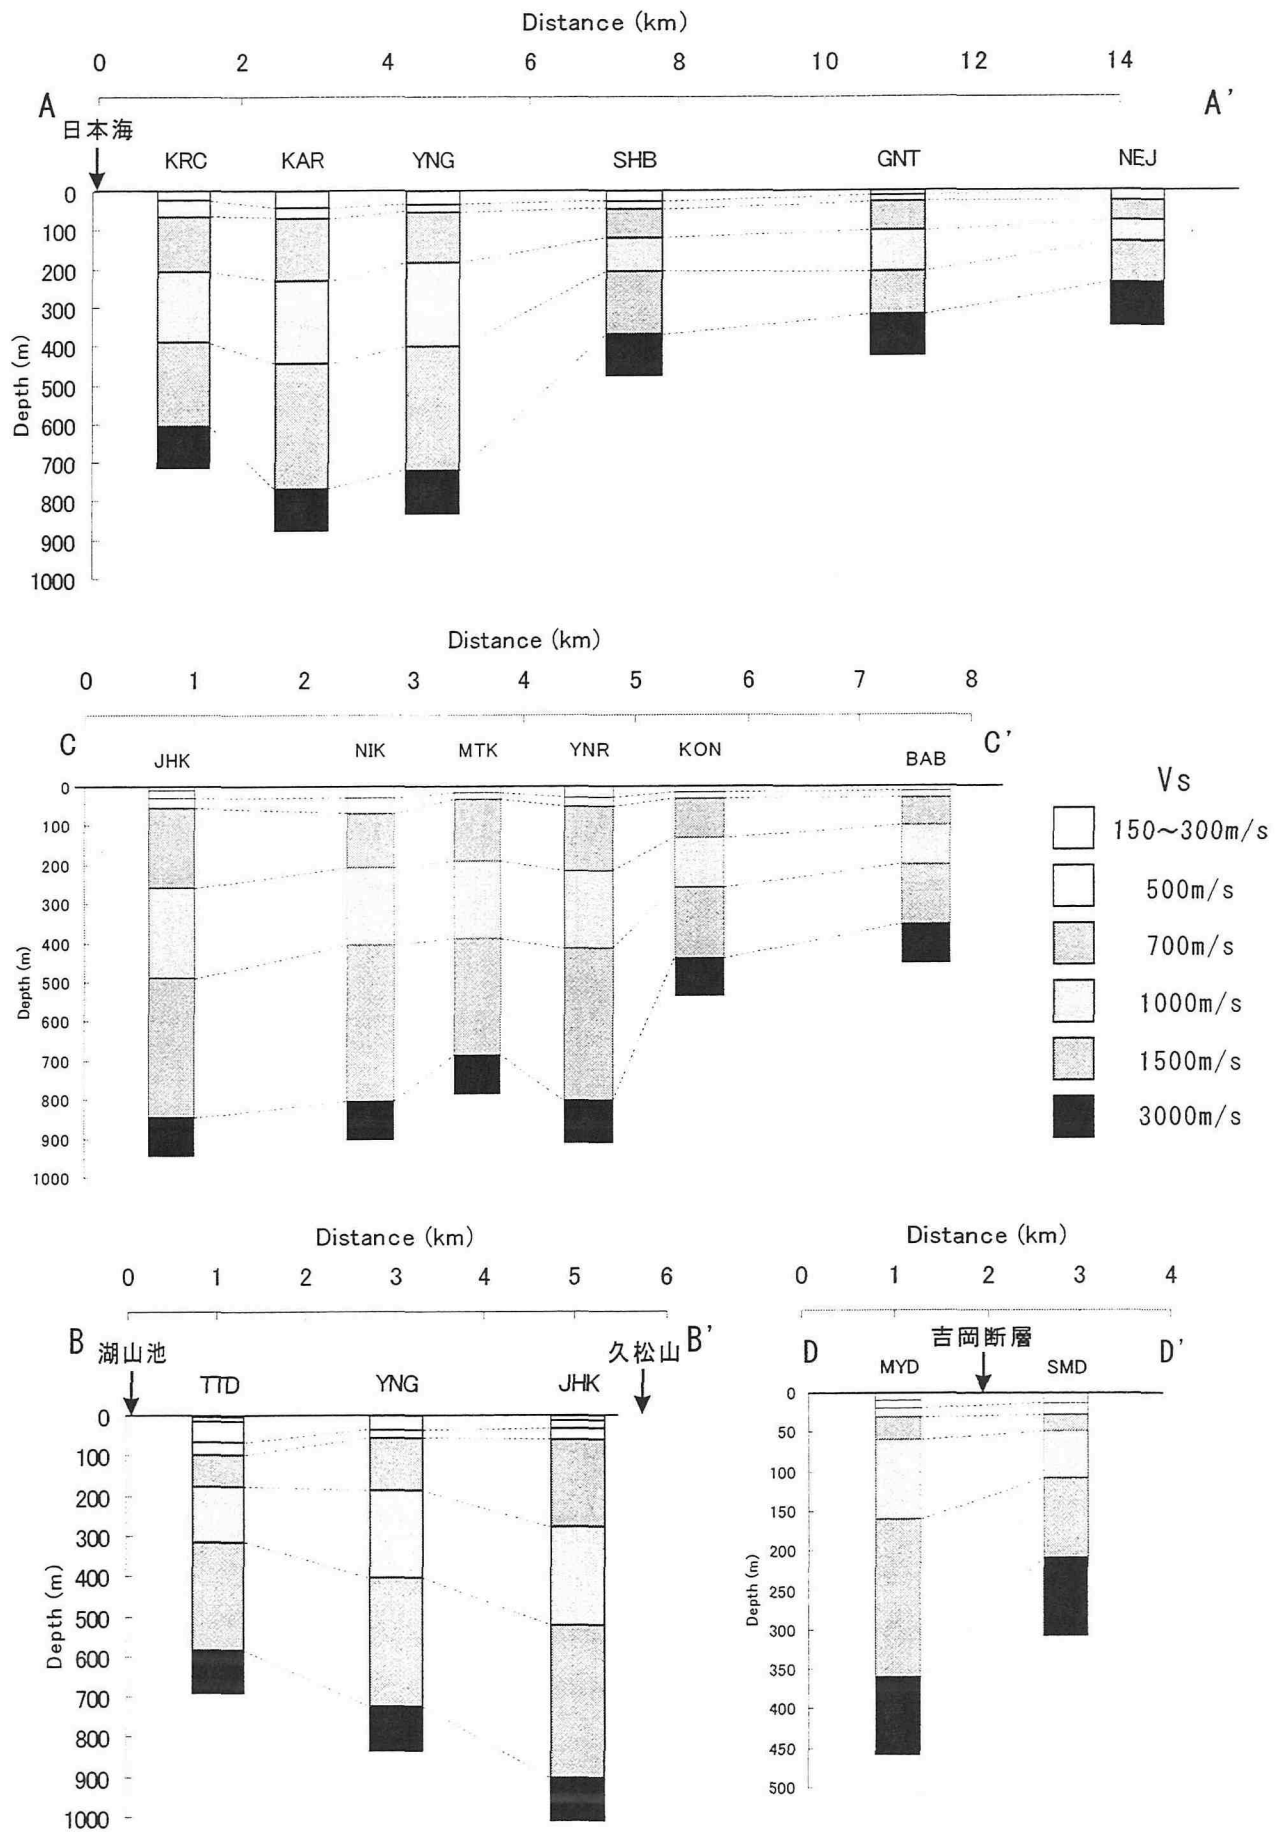 Distance (km)
0 2 4 6 8 10 12 14
A A'
日本海
KRC KAR YNG SHB GNT NEJ
Depth (m)
0
100
200
300
400
500
600
700
800
900
1000
Distance (km)
0 1 2 3 4 5 6 7 8
C C'
JHK NIK MTK YNR KON BAB
Depth (m)
0
100
200
300
400
500
600
700
800
900
1000
Vs
150～300m/s
500m/s
700m/s
1000m/s
1500m/s
3000m/s
Distance (km)
0 1 2 3 4 5 6
B B'
湖山池 久松山
TTD YNG JHK
Depth (m)
0
100
200
300
400
500
600
700
800
900
1000
Distance (km)
0 1 2 3 4
吉岡断層
D D'
MYD SMD
Depth (m)
0
50
100
150
200
250
300
350
400
450
500